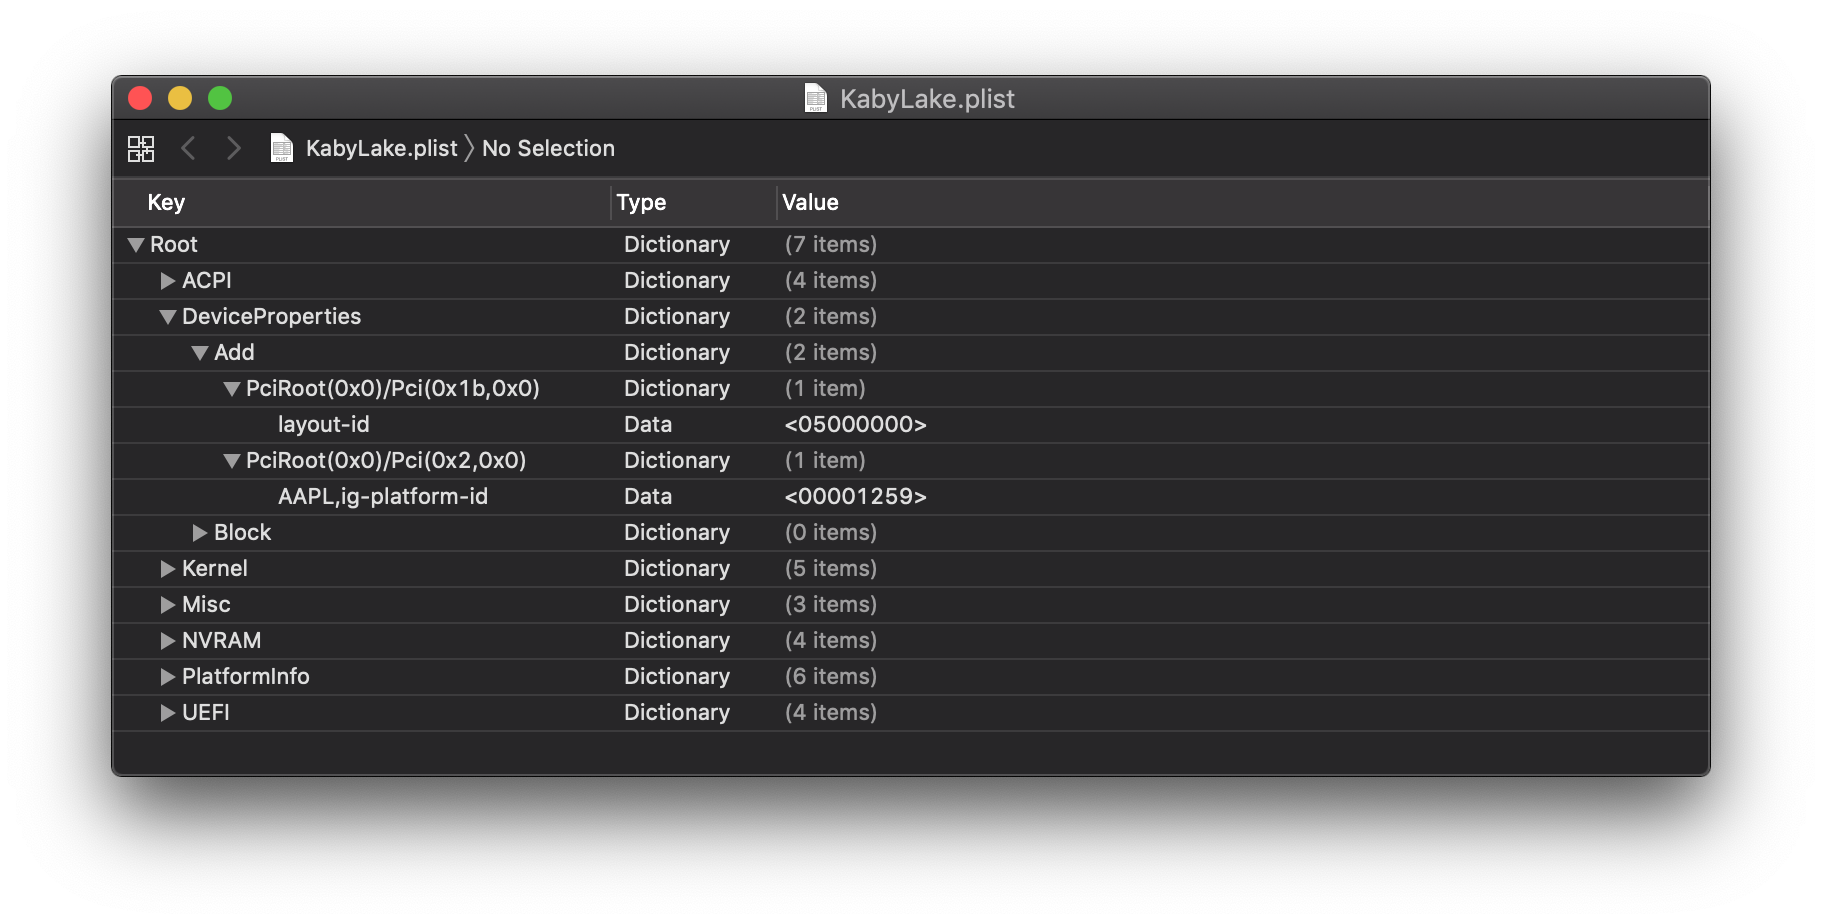 KabyLake.plist
KabyLake.plist 〉 No Selection
Key Type Value
Root Dictionary (7 items)
ACPI Dictionary (4 items)
DeviceProperties Dictionary (2 items)
Add Dictionary (2 items)
PciRoot(0x0)/Pci(0x1b,0x0) Dictionary (1 item)
layout-id Data <05000000>
PciRoot(0x0)/Pci(0x2,0x0) Dictionary (1 item)
AAPL,ig-platform-id Data <00001259>
Block Dictionary (0 items)
Kernel Dictionary (5 items)
Misc Dictionary (3 items)
NVRAM Dictionary (4 items)
PlatformInfo Dictionary (6 items)
UEFI Dictionary (4 items)